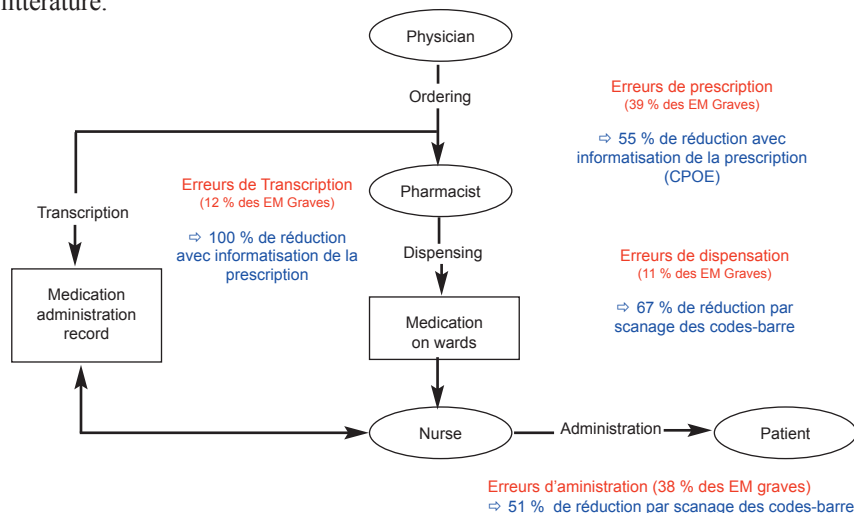 littérature.
Physician
Ordering
Erreurs de prescription
(39 % des EM Graves)
⇨ 55 % de réduction avec
informatisation de la prescription
(CPOE)
Erreurs de Transcription
(12 % des EM Graves)
⇨ 100 % de réduction
avec informatisation de la
prescription
Pharmacist
Transcription
Dispensing
Erreurs de dispensation
(11 % des EM Graves)
⇨ 67 % de réduction par
scanage des codes-barre
Medication
administration
record
Medication
on wards
Nurse
Administration
Patient
Erreurs d'aministration (38 % des EM graves)
⇨ 51 % de réduction par scanage des codes-barre